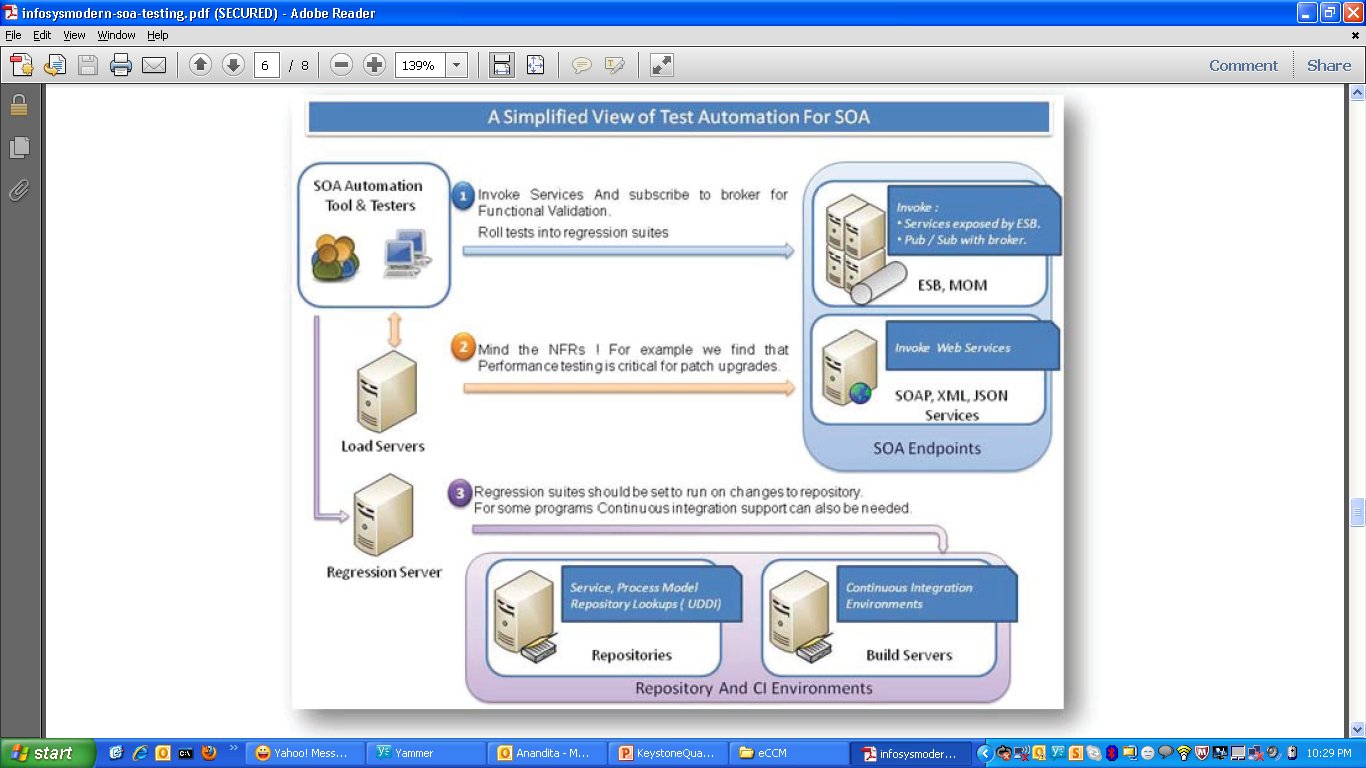 infosysmodern-soa-testing.pdf (SECURED) - Adobe Reader
File Edit View Window Help
6 / 8 139% Comment Share
A Simplified View of Test Automation For SOA
SOA Automation
Tool & Testers
1 Invoke Services And subscribe to broker for
Functional Validation.
Roll tests into regression suites
Invoke :
• Services exposed by ESB.
• Pub / Sub with broker.
ESB, MOM
2 Mind the NFRs ! For example we find that
Performance testing is critical for patch upgrades.
Invoke Web Services
SOAP, XML, JSON
Services
SOA Endpoints
Load Servers
3 Regression suites should be set to run on changes to repository.
For some programs Continuous integration support can also be needed.
Regression Server
Service, Process Model
Repository Lookups ( UDDI)
Repositories
Continuous Integration
Environments
Build Servers
Repository And CI Environments
start Yahoo! Mess... Yammer Anandita - M... KeystoneQua... eCCM infosysmoder... 10:29 PM